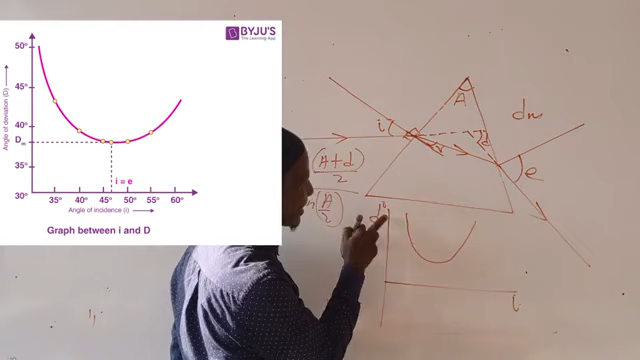 BYJU'S
The Learning App
50°
45°
40°
Dm
35°
30°
Angle of deviation (D)
i = e
35° 40° 45° 50° 55° 60°
Angle of incidence (i)
Graph between i and D
A
dm
i
r
d
e
(A+d)
2
(A)
2
d
i